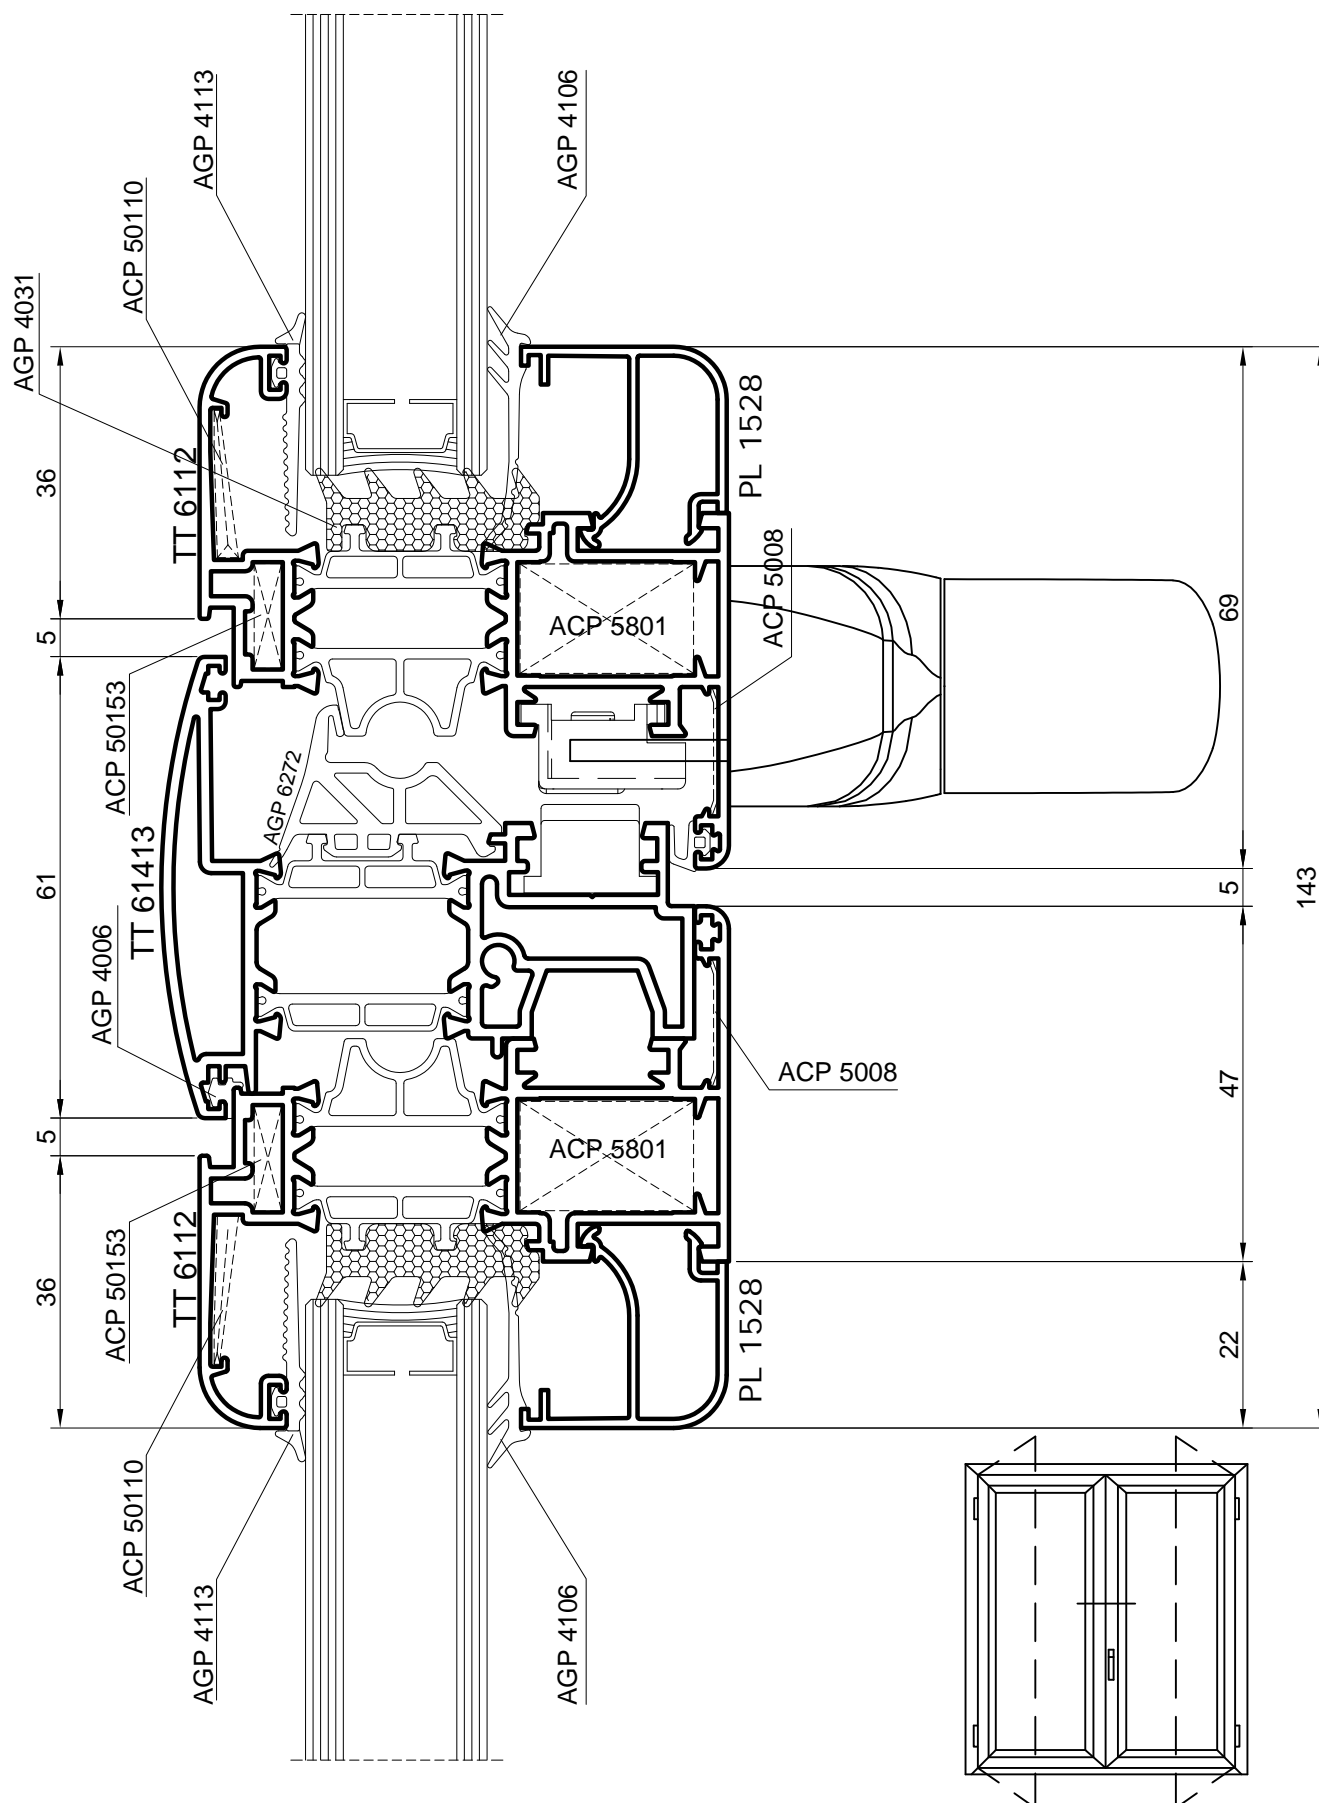 AGP 4113
AGP 4106
ACP 50110
AGP 4031
TT 6112
PL 1528
36
5
61
5
36
ACP 50153
ACP 5801
ACP 5008
69
AGP 6272
TT 61413
5
143
AGP 4006
ACP 5008
47
ACP 5801
ACP 50153
TT 6112
PL 1528
22
ACP 50110
AGP 4113
AGP 4106